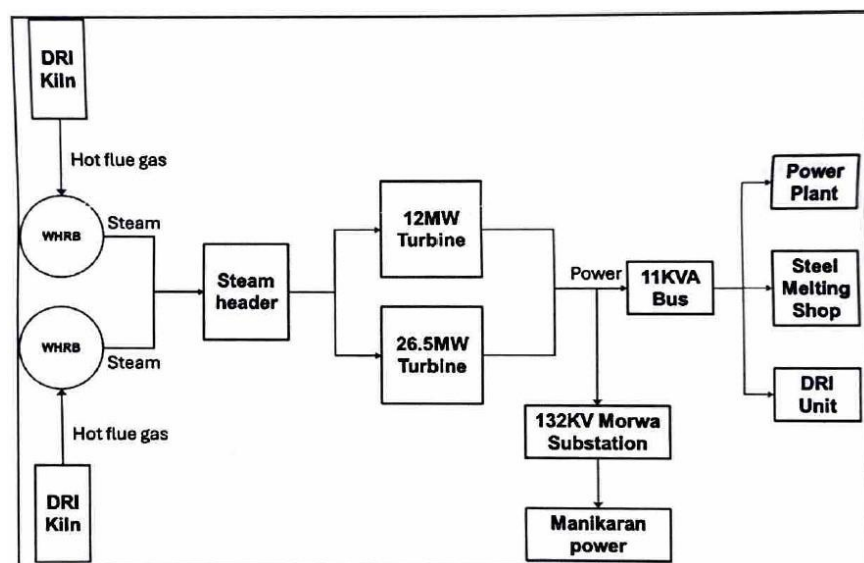 DRI
Kiln
Hot flue gas
WHRB
Steam
WHRB
Steam
Hot flue gas
DRI
Kiln
Steam
header
12MW
Turbine
26.5MW
Turbine
Power
11KVA
Bus
132KV Morwa
Substation
Manikaran
power
Power
Plant
Steel
Melting
Shop
DRI
Unit